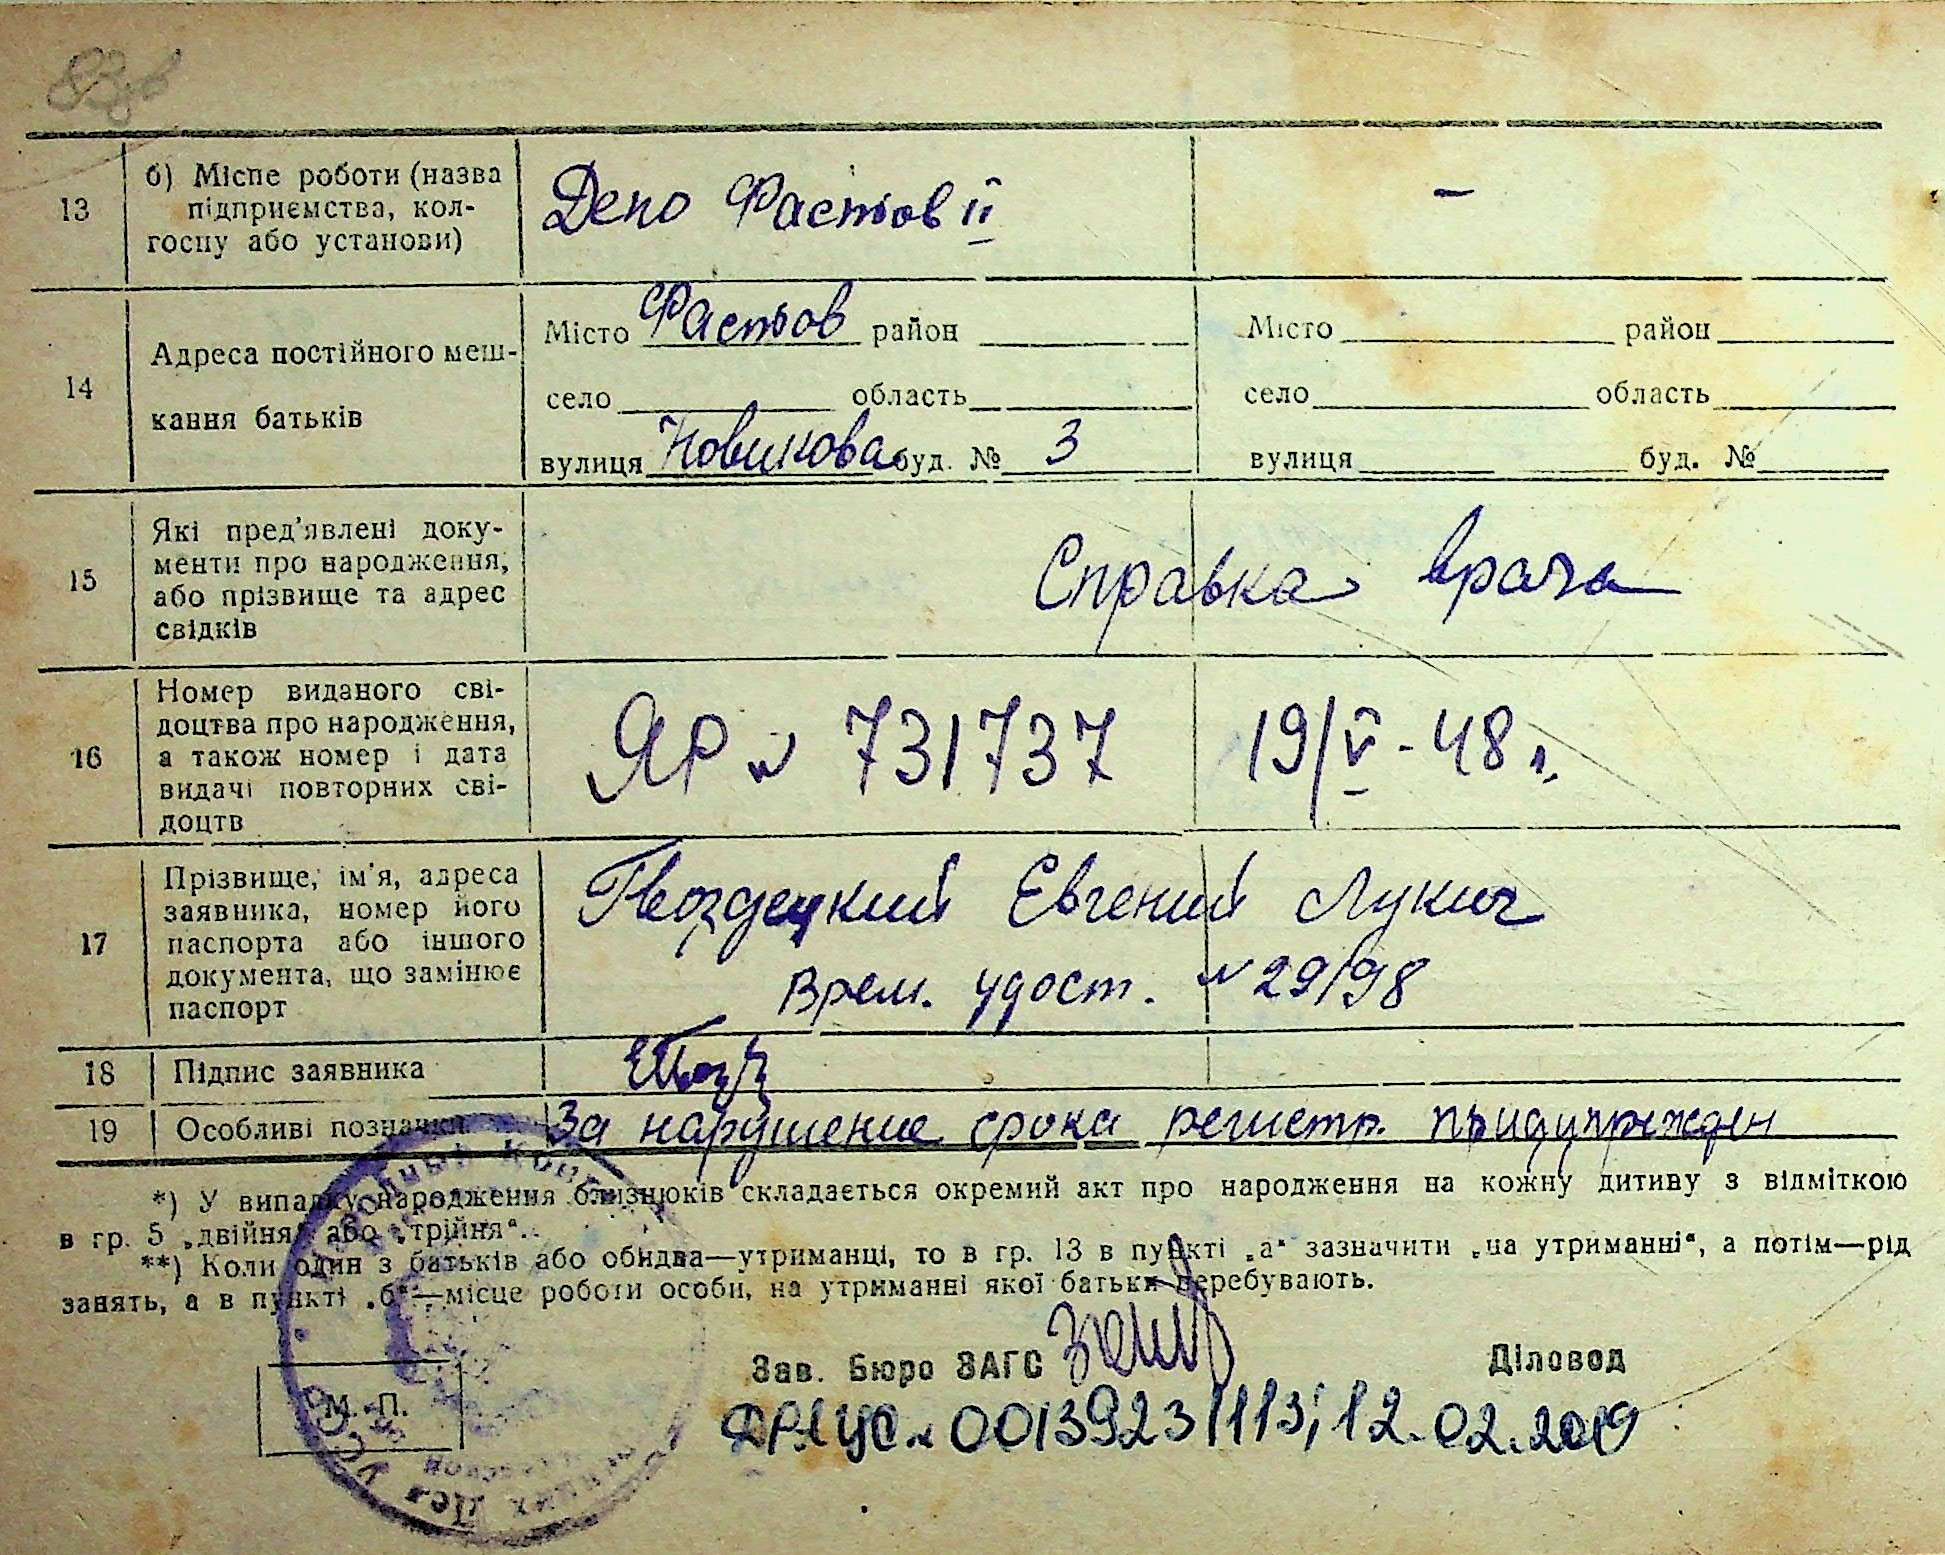 13 б) Місце роботи (назва підприємства, колгоспу або установи) Депо Фастов II –
14 Адреса постійного мешкання батьків
Місто Фастов район
село область
вулиця Новикова буд. № 3
Місто район
село область
вулиця буд. №
15 Які пред'явлені документи про народження, або прізвище та адрес свідків Справка врача
16 Номер виданого свідоцтва про народження, а також номер і дата видачі повторних свідоцтв ЯР № 731737 19/V-48 г.
17 Прізвище, ім'я, адреса заявника, номер його паспорта або іншого документа, що замінює паспорт Гвоздецкий Евгений Лукич
Врем. удост. № 29/98
18 Підпис заявника
19 Особливі позначки За нарушение срока регистр. придупрежден
*) У випадку народження близнюків складається окремий акт про народження на кожну дитину з відміткою
в гр. 5 „двійня“ або „трійня“.
**) Коли один з батьків або обидва—утриманці, то в гр. 13 в пункті „а“ зазначити „на утриманні“, а потім—рід
занять, а в пункті „б“—місце роботи особи, на утриманні якої батьки перебувають.
Зав. Бюро ЗАГС Діловод
М. П.
ДРАЦС № 00139231113; 12.02.2019